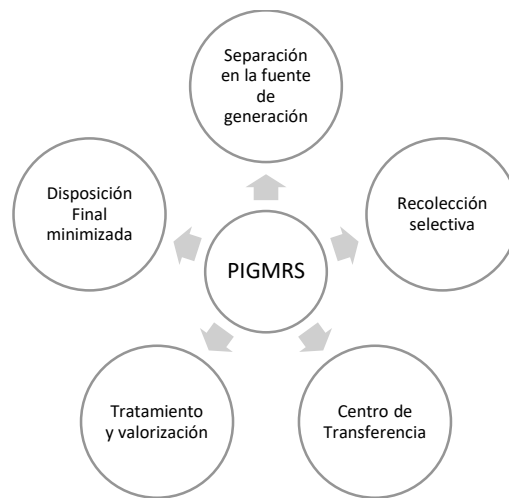 Separación
en la fuente
de
generación
Disposición
Final
minimizada
Recolección
selectiva
PIGMRS
Tratamiento
y valorización
Centro de
Transferencia